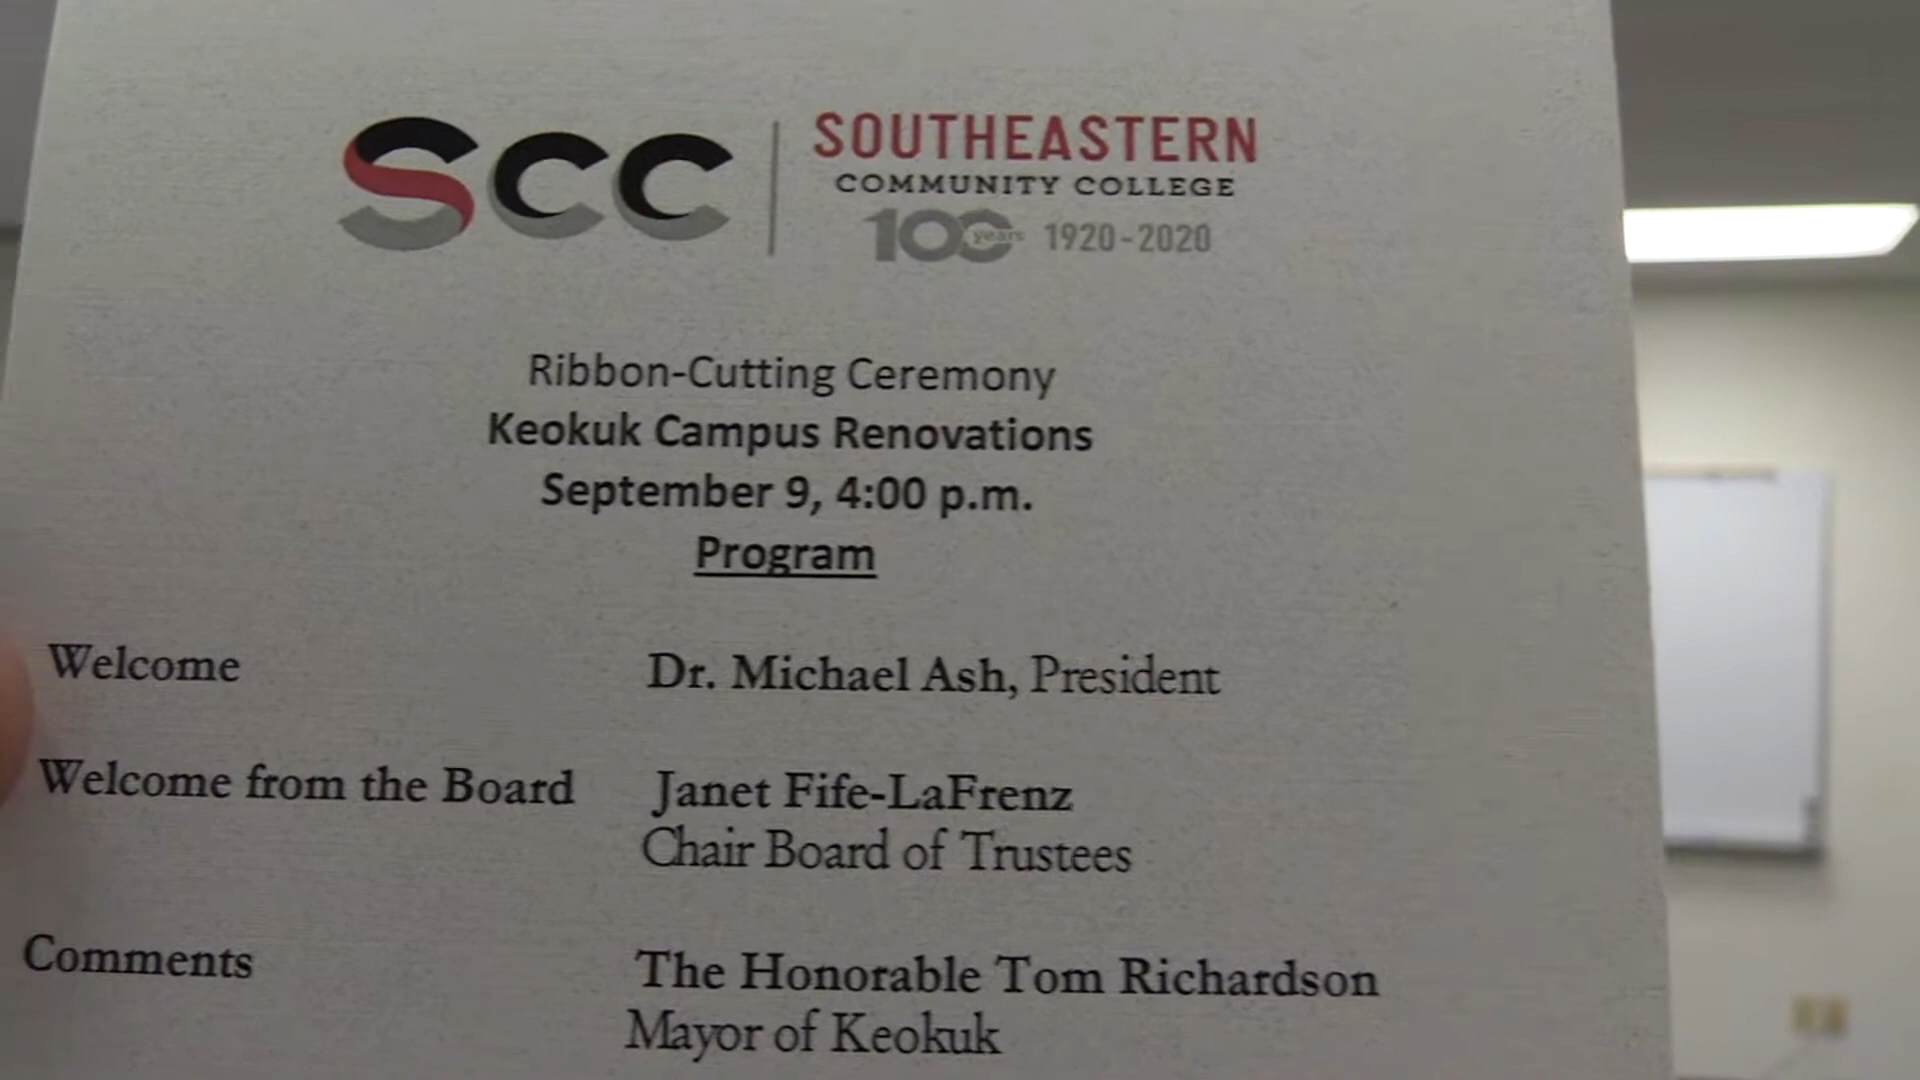 SCC
SOUTHEASTERN
COMMUNITY COLLEGE
100 years 1920-2020
Ribbon-Cutting Ceremony
Keokuk Campus Renovations
September 9, 4:00 p.m.
Program
Welcome Dr. Michael Ash, President
Welcome from the Board Janet Fife-LaFrenz
Chair Board of Trustees
Comments The Honorable Tom Richardson
Mayor of Keokuk